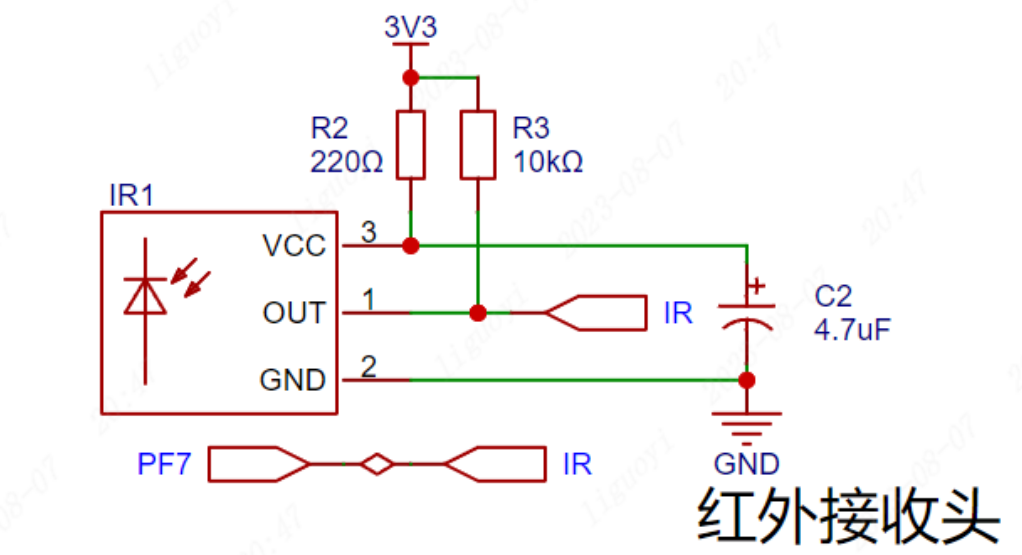 3V3
R2
220Ω
R3
10kΩ
IR1
VCC
3
OUT
1
IR
GND
2
C2
4.7uF
+
PF7
IR
GND
红外接收头
liguoyi
2023-08-07
20:47